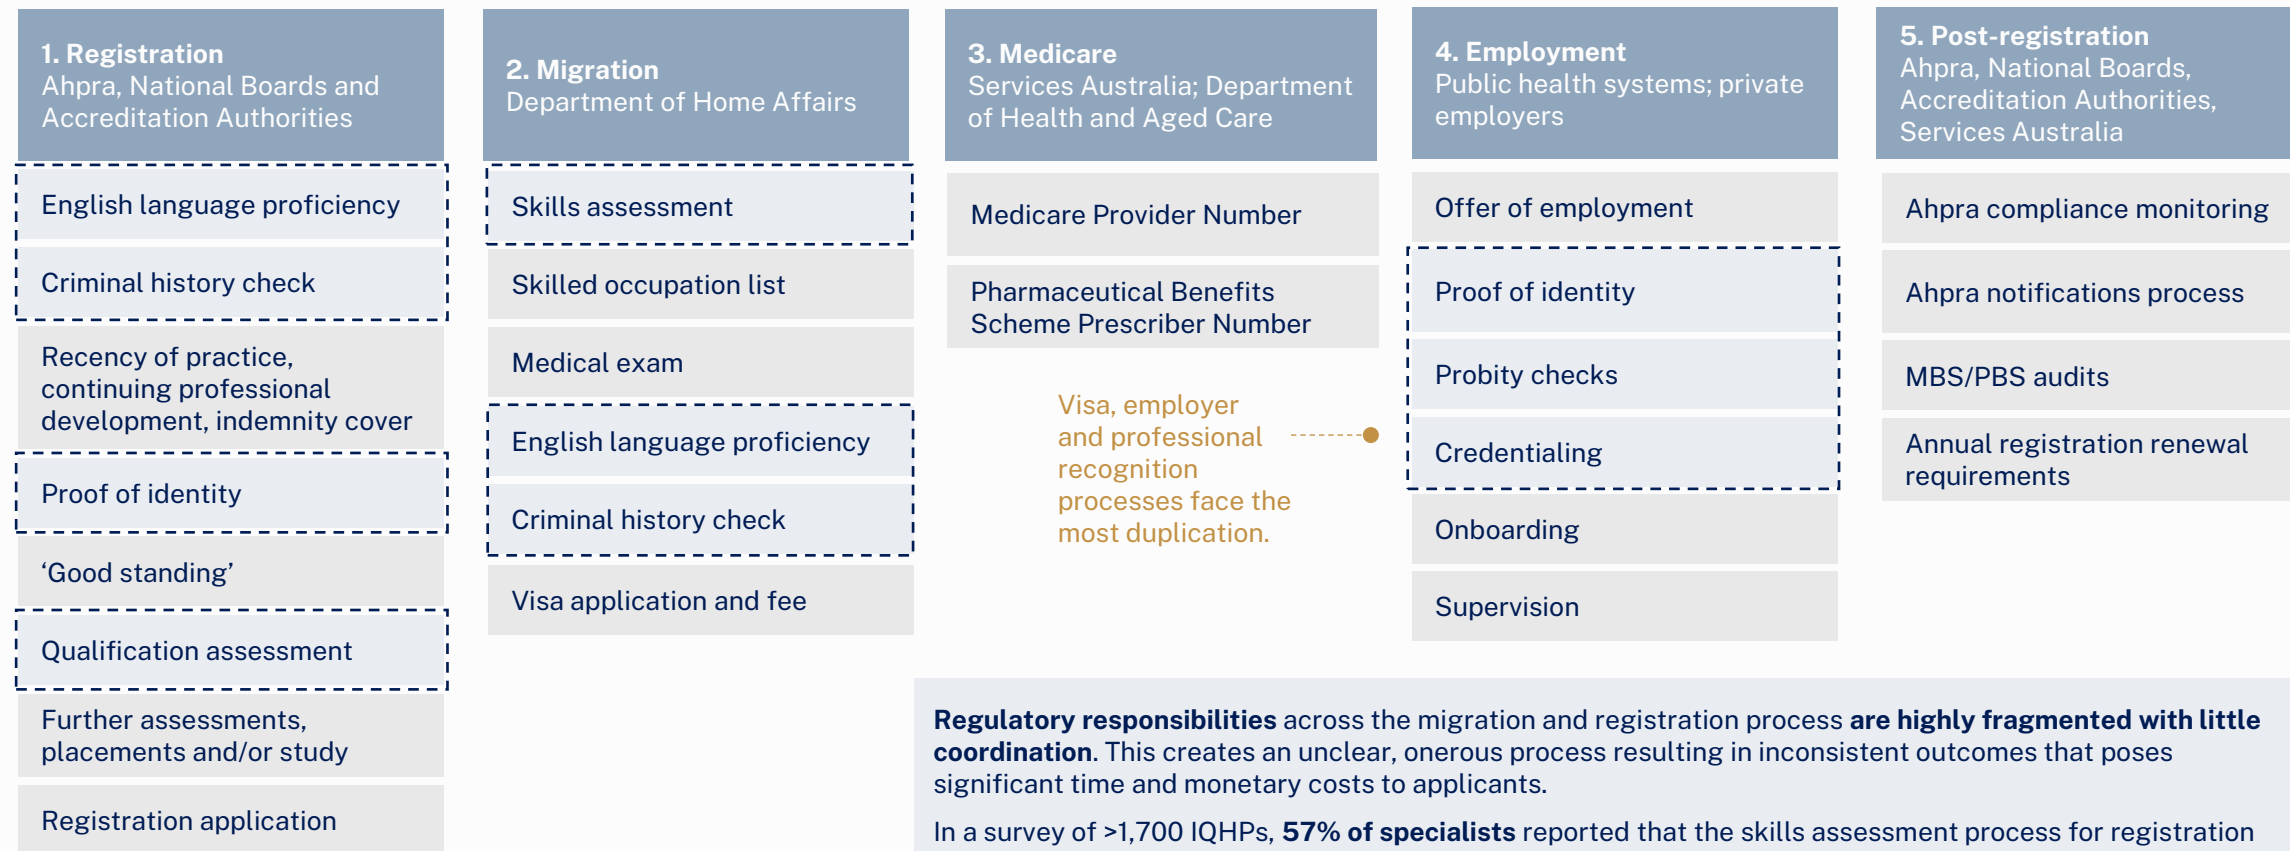 1. Registration
Ahpra, National Boards and
Accreditation Authorities
English language proficiency
Criminal history check
Recency of practice,
continuing professional
development, indemnity cover
Proof of identity
‘Good standing’
Qualification assessment
Further assessments,
placements and/or study
Registration application
2. Migration
Department of Home Affairs
Skills assessment
Skilled occupation list
Medical exam
English language proficiency
Criminal history check
Visa application and fee
3. Medicare
Services Australia; Department
of Health and Aged Care
Medicare Provider Number
Pharmaceutical Benefits
Scheme Prescriber Number
Visa, employer
and professional
recognition
processes face the
most duplication.
4. Employment
Public health systems; private
employers
Offer of employment
Proof of identity
Probity checks
Credentialing
Onboarding
Supervision
5. Post-registration
Ahpra, National Boards,
Accreditation Authorities,
Services Australia
Ahpra compliance monitoring
Ahpra notifications process
MBS/PBS audits
Annual registration renewal
requirements
Regulatory responsibilities across the migration and registration process are highly fragmented with little
coordination. This creates an unclear, onerous process resulting in inconsistent outcomes that poses
significant time and monetary costs to applicants.
In a survey of >1,700 IQHPs, 57% of specialists reported that the skills assessment process for registration